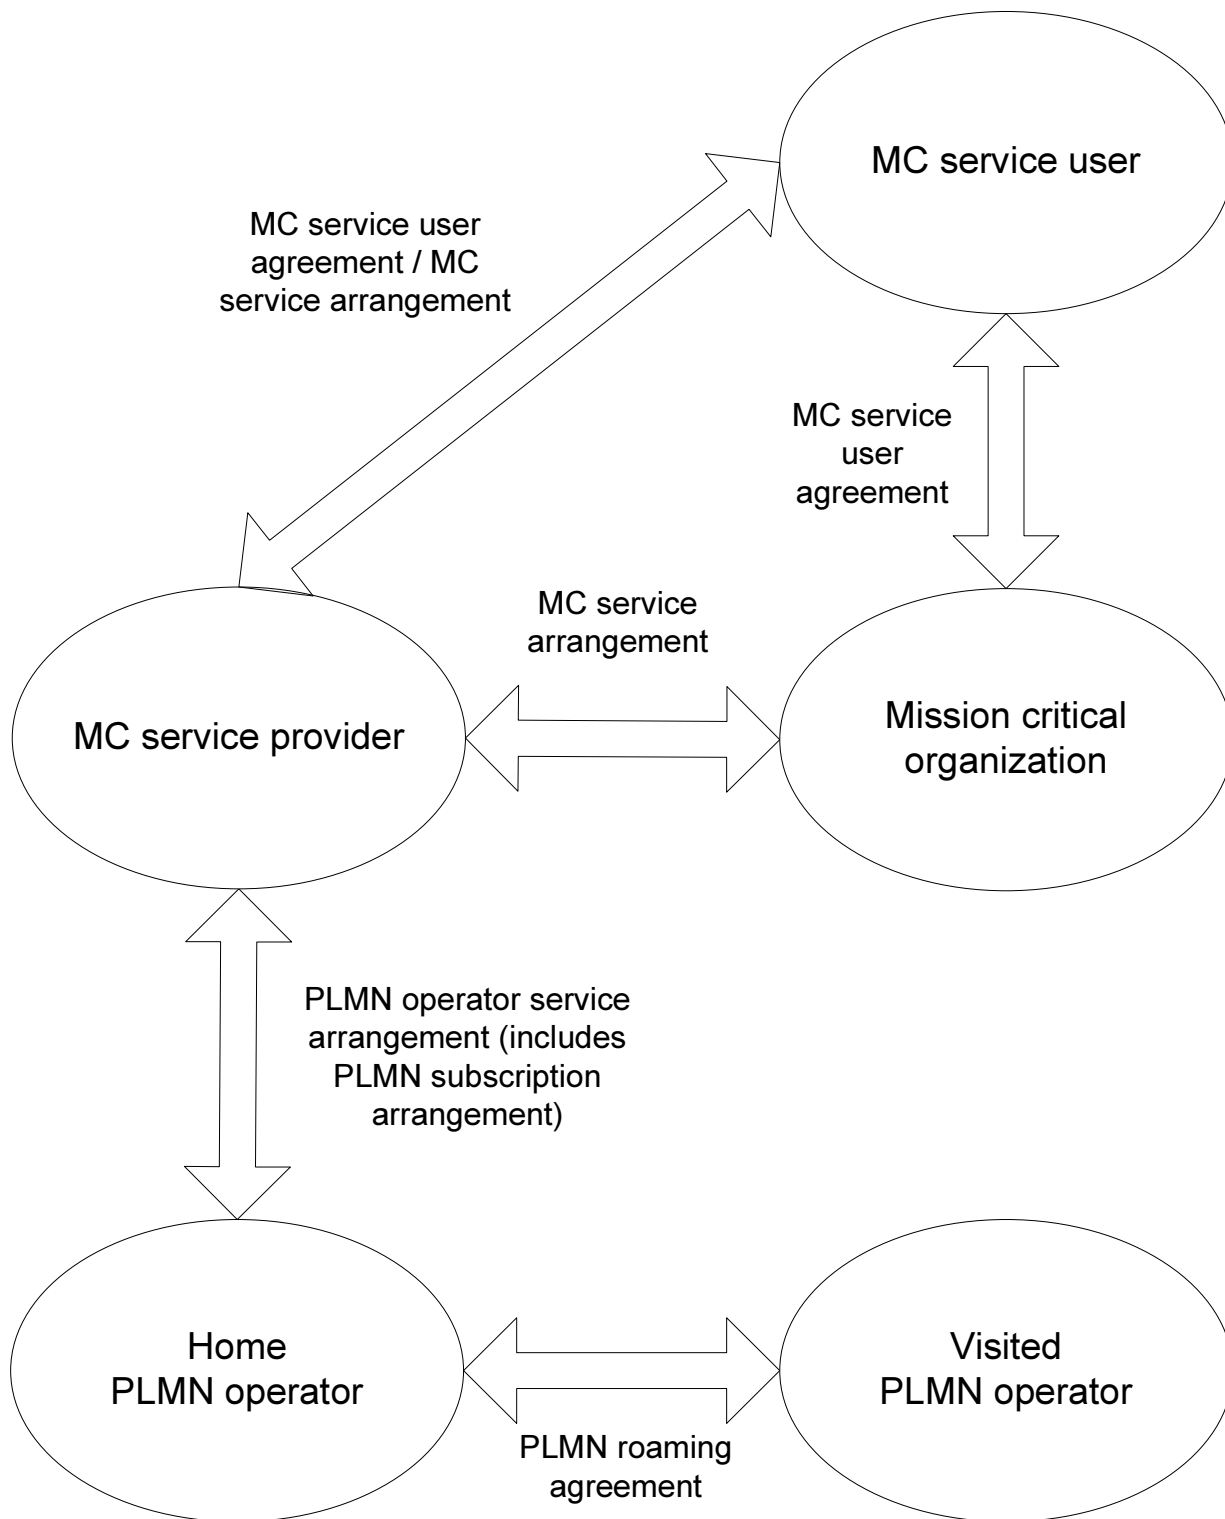 MC service user
MC service user
agreement / MC
service arrangement
MC service
user
agreement
MC service
arrangement
MC service provider
Mission critical
organization
PLMN operator service
arrangement (includes
PLMN subscription
arrangement)
Home
PLMN operator
Visited
PLMN operator
PLMN roaming
agreement